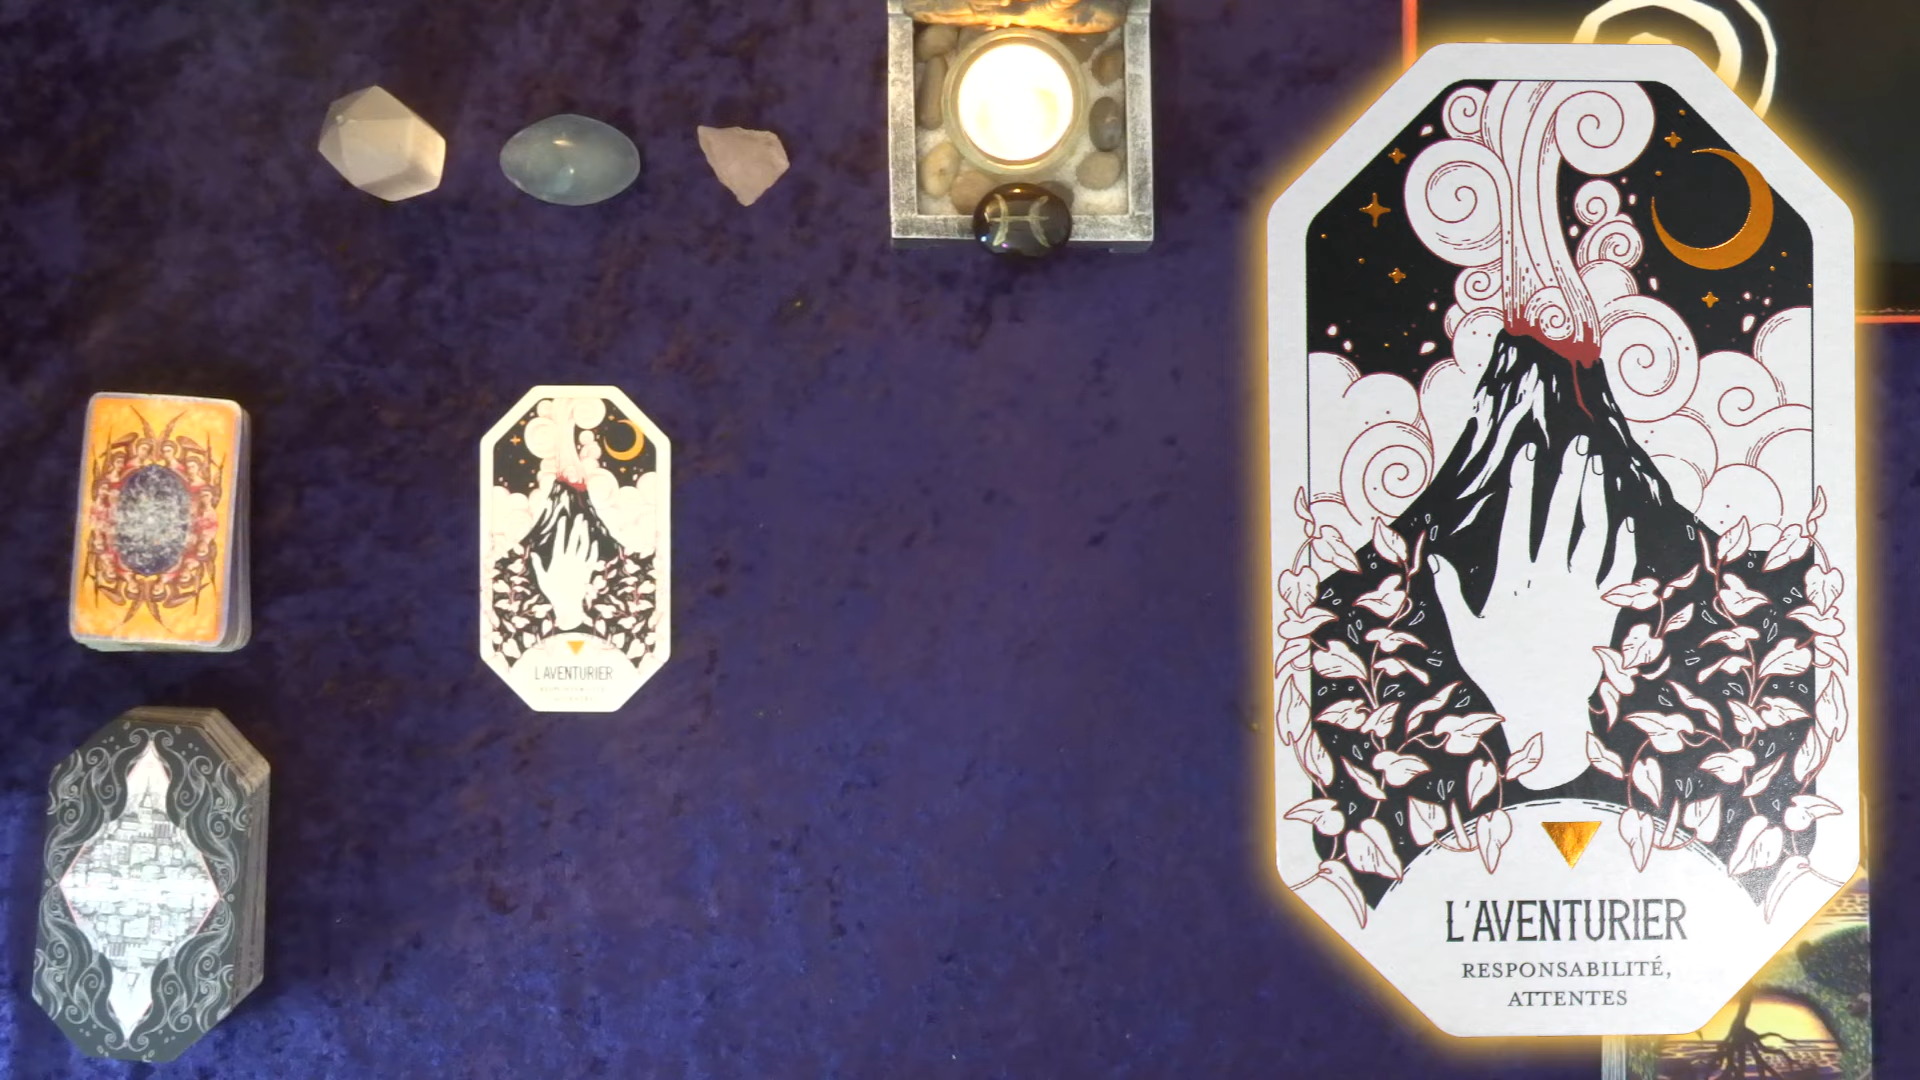 L'AVENTURIER
L'AVENTURIER
RESPONSABILITÉ,
ATTENTES